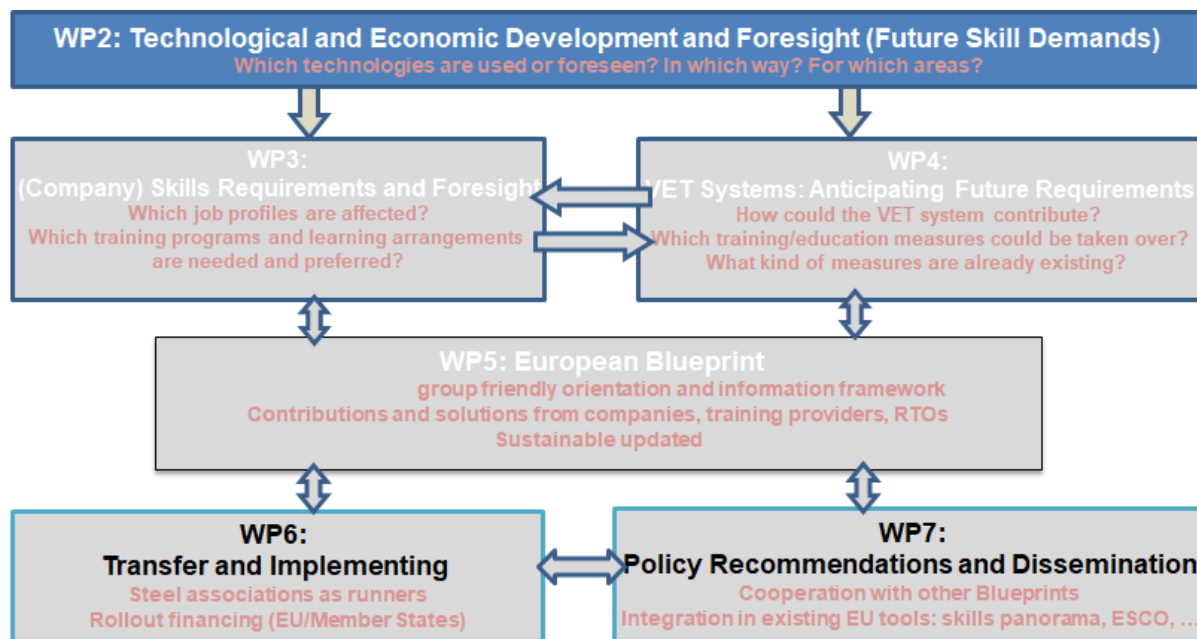 WP2: Technological and Economic Development and Foresight (Future Skill Demands)
Which technologies are used or foreseen? In which way? For which areas?
WP3:
(Company) Skills Requirements and Foresight
Which job profiles are affected?
Which training programs and learning arrangements
are needed and preferred?
WP4:
VET Systems: Anticipating Future Requirements
How could the VET system contribute?
Which training/education measures could be taken over?
What kind of measures are already existing?
WP5: European Blueprint
group friendly orientation and information framework
Contributions and solutions from companies, training providers, RTOs
Sustainable updated
WP6:
Transfer and Implementing
Steel associations as runners
Rollout financing (EU/Member States)
WP7:
Policy Recommendations and Dissemination
Cooperation with other Blueprints
Integration in existing EU tools: skills panorama, ESCO, …